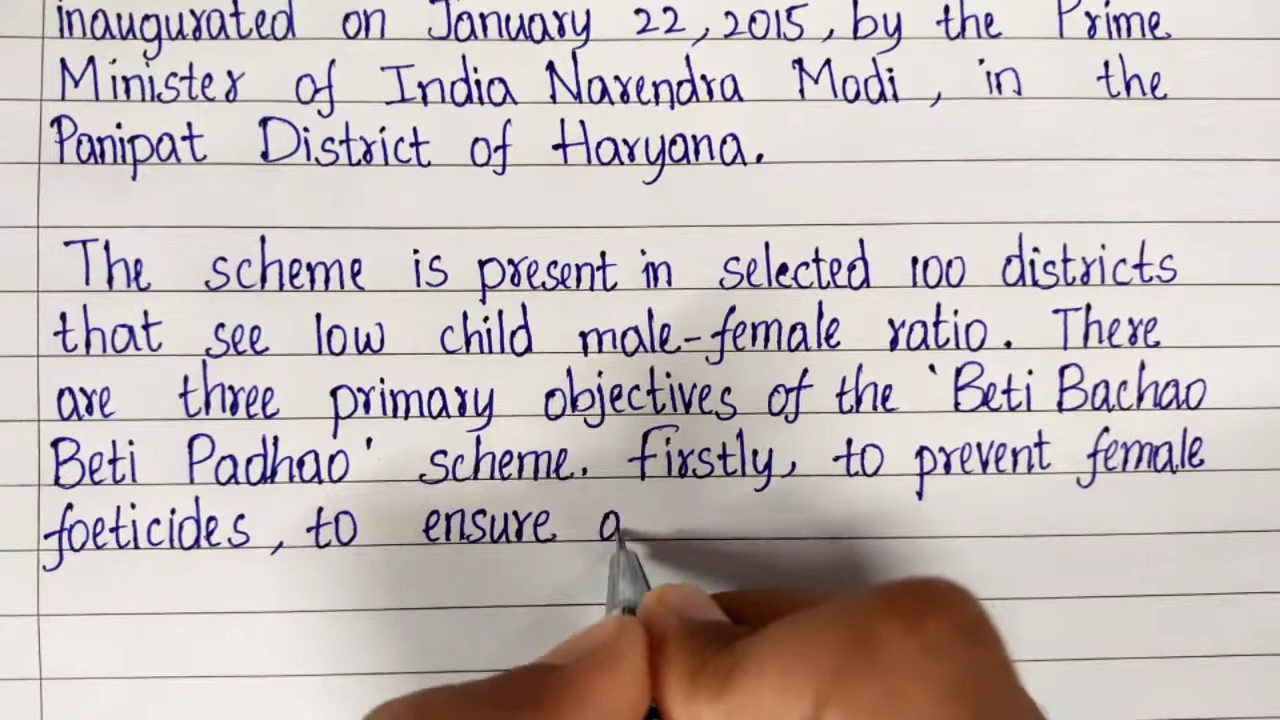 inaugurated on January 22, 2015, by the Prime
Minister of India Narendra Modi, in the
Panipat District of Haryana.
The scheme is present in selected 100 districts
that see low child male-female ratio. There
are three primary objectives of the 'Beti Bachao
Beti Padhao' scheme. Firstly, to prevent female
foeticides, to ensure a